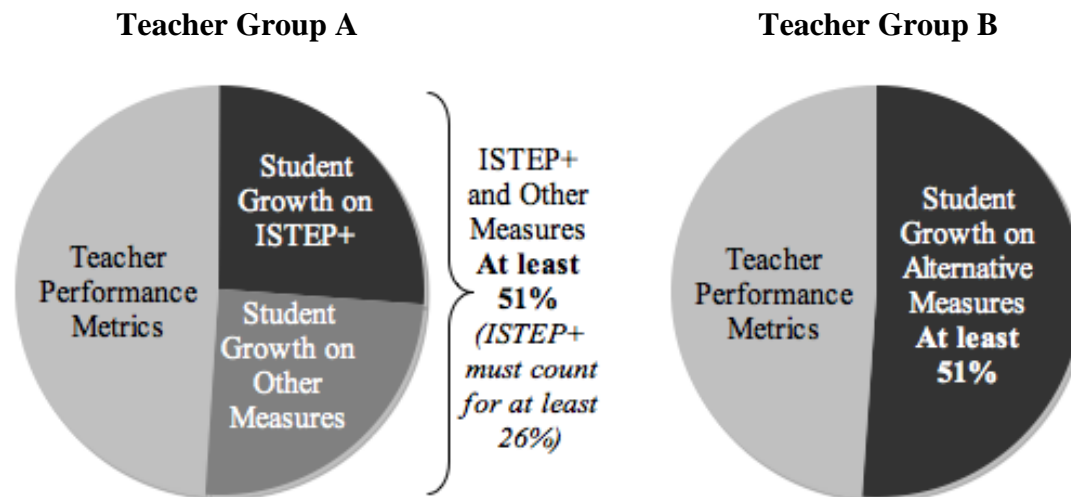 Teacher Group A
Teacher Group B
Teacher
Performance
Metrics
Student
Growth on
ISTEP+
Student
Growth on
Other
Measures
ISTEP+
and Other
Measures
At least
51%
(ISTEP+
must count
for at least
26%)
Teacher
Performance
Metrics
Student
Growth on
Alternative
Measures
At least
51%